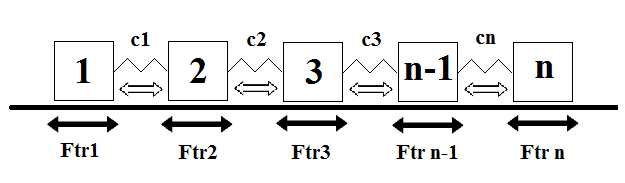 c1 c2 c3 cn
1 2 3 n-1 n
Ftr1 Ftr2 Ftr3 Ftr n-1 Ftr n